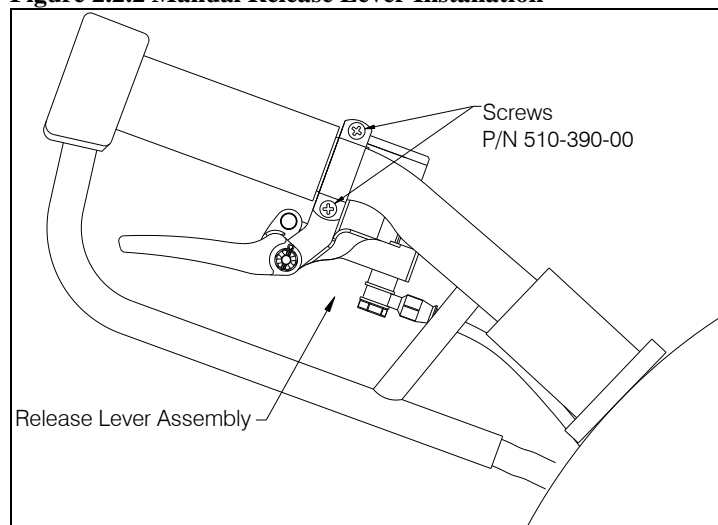 Figure 2.2.2 Manual Release Lever Installation
Screws
P/N 510-390-00
Release Lever Assembly